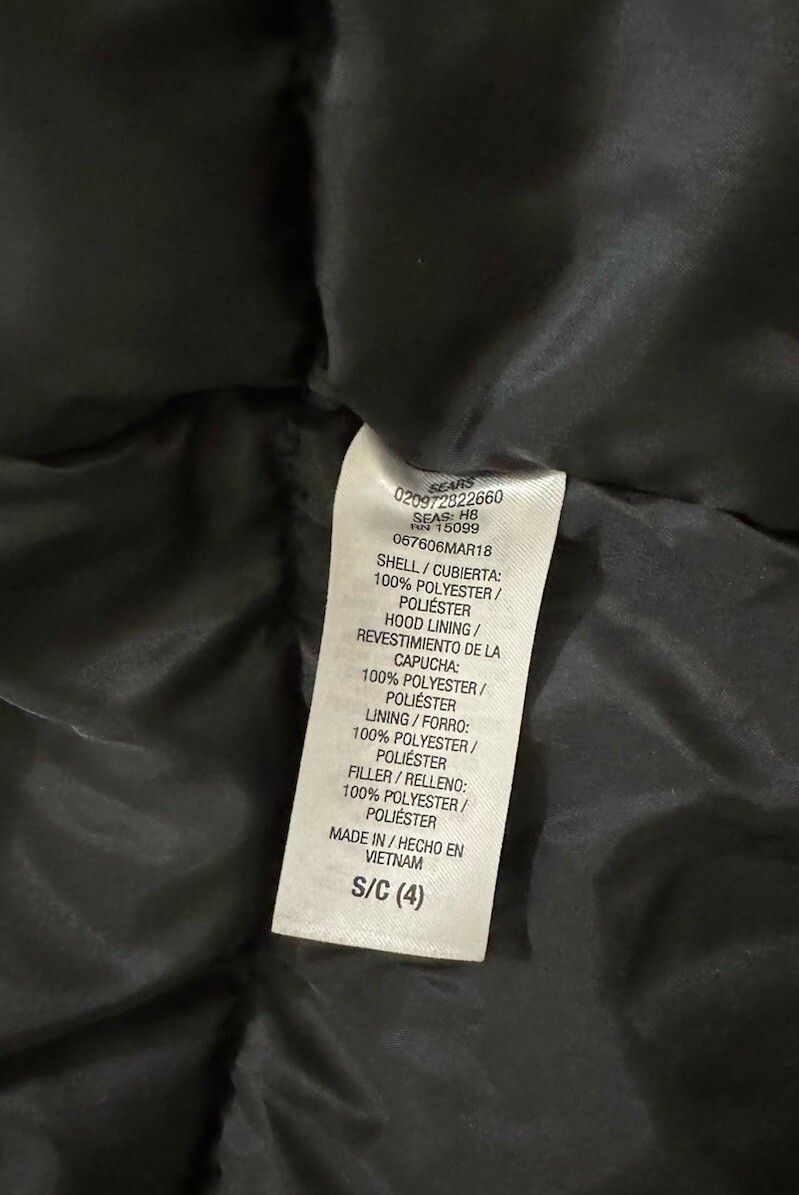 SEARS
020972822660
SEAS: H8
RN 15099
067606MAR18
SHELL / CUBIERTA:
100% POLYESTER /
POLIÉSTER
HOOD LINING /
REVESTIMIENTO DE LA
CAPUCHA:
100% POLYESTER /
POLIÉSTER
LINING / FORRO:
100% POLYESTER /
POLIÉSTER
FILLER / RELLENO:
100% POLYESTER /
POLIÉSTER
MADE IN / HECHO EN
VIETNAM
S/C (4)